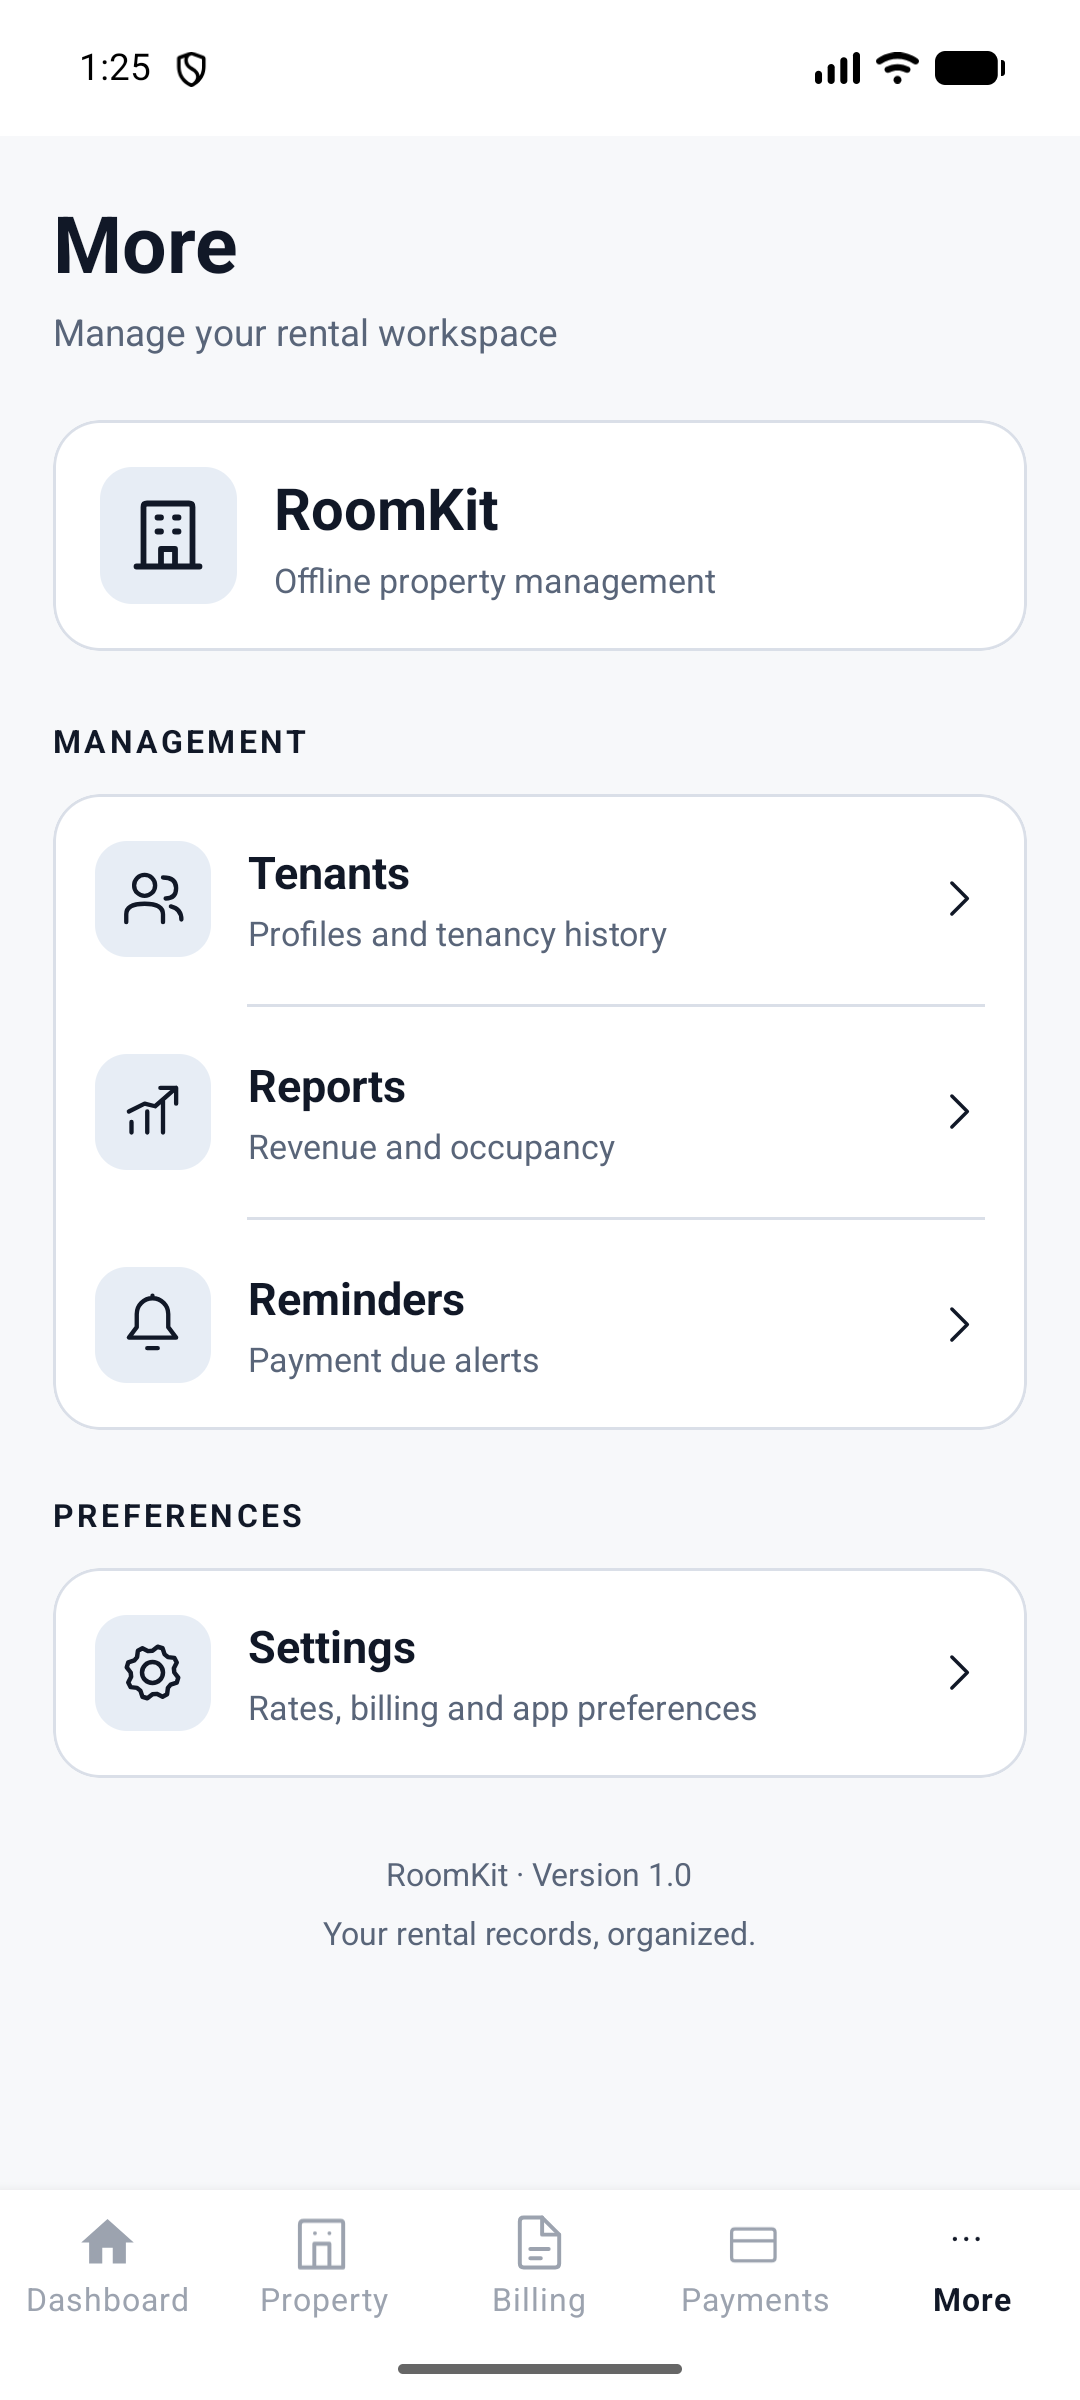 1:25
More
Manage your rental workspace
RoomKit
Offline property management
MANAGEMENT
Tenants
Profiles and tenancy history
Reports
Revenue and occupancy
Reminders
Payment due alerts
PREFERENCES
Settings
Rates, billing and app preferences
RoomKit · Version 1.0
Your rental records, organized.
Dashboard Property Billing Payments More